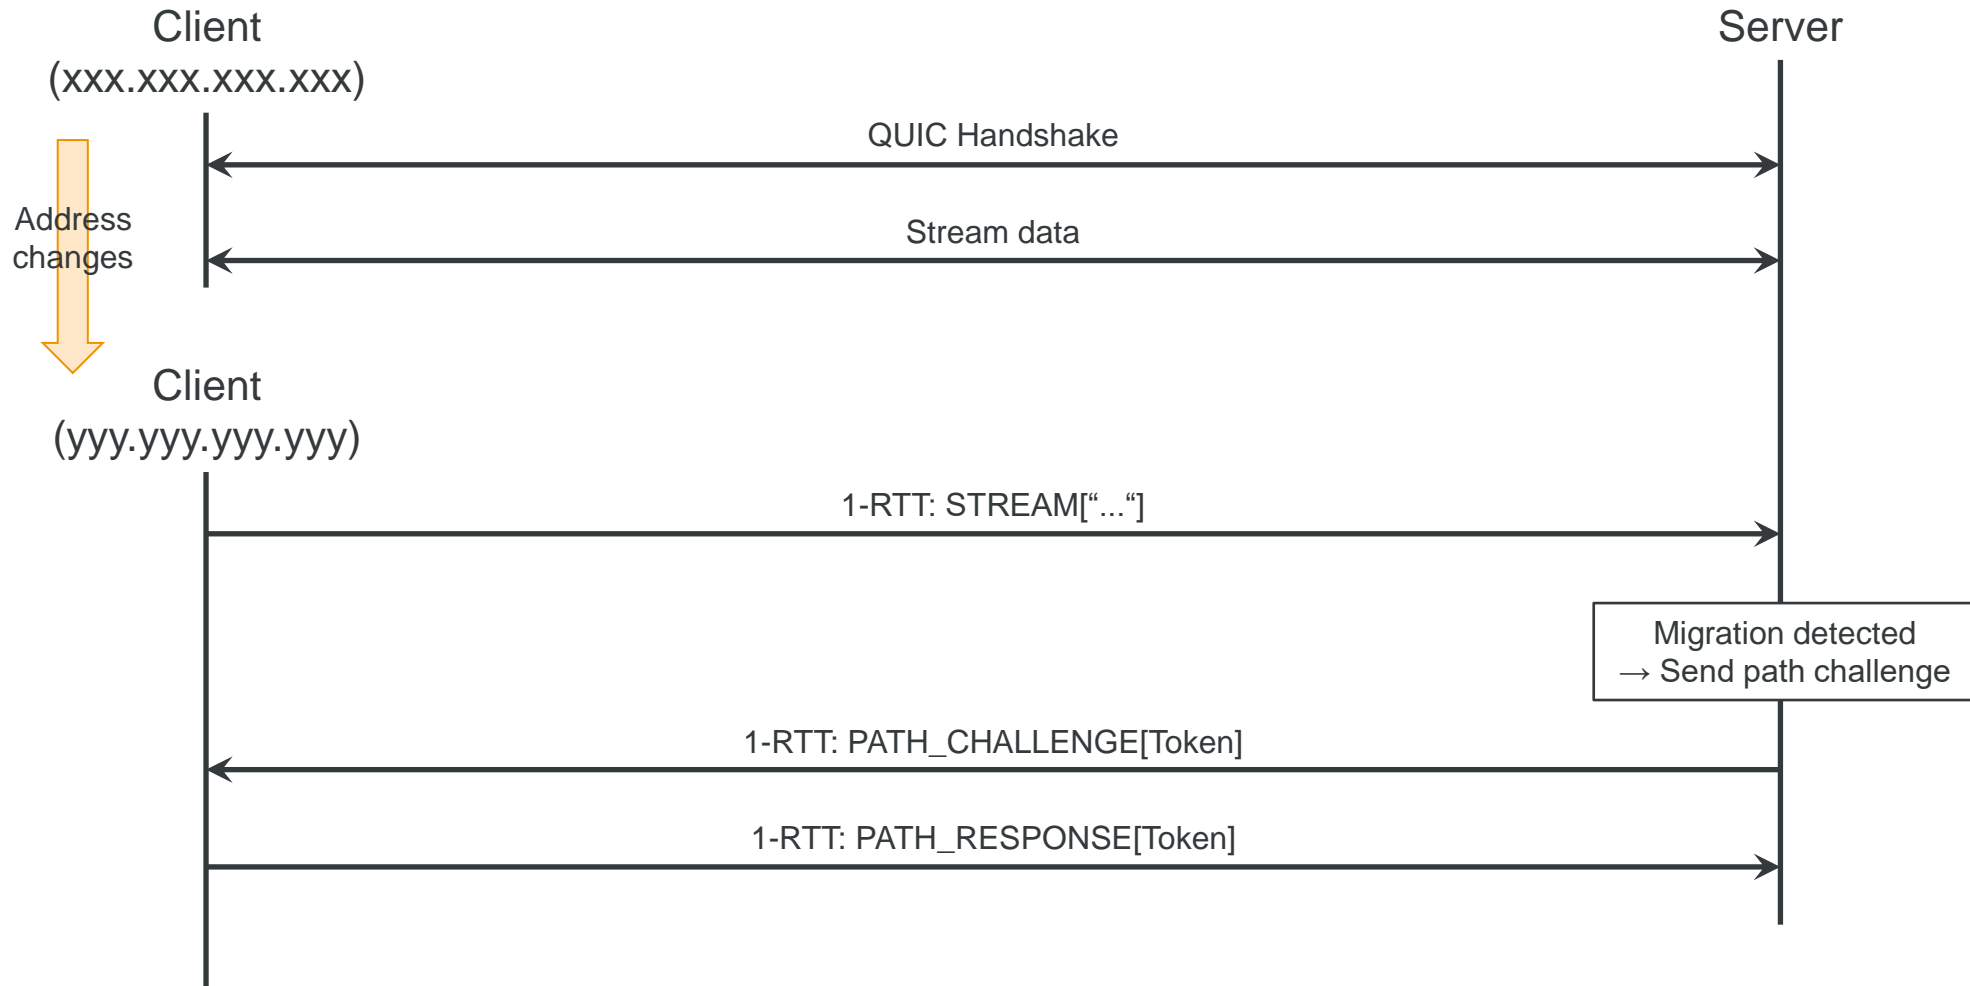 Client
(xxx.xxx.xxx.xxx)
Server
QUIC Handshake
Address
changes
Stream data
Client
(yyy.yyy.yyy.yyy)
1-RTT: STREAM[“...“]
Migration detected
→ Send path challenge
1-RTT: PATH_CHALLENGE[Token]
1-RTT: PATH_RESPONSE[Token]